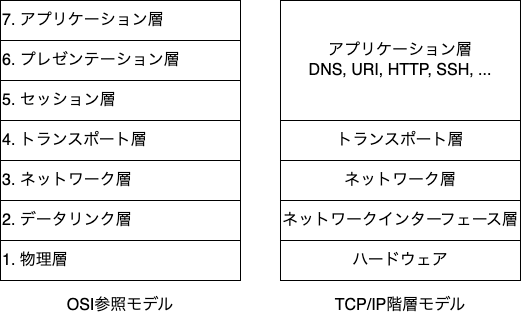 7. アプリケーション層
6. プレゼンテーション層
5. セッション層
4. トランスポート層
3. ネットワーク層
2. データリンク層
1. 物理層
OSI参照モデル
アプリケーション層
DNS, URI, HTTP, SSH, ...
トランスポート層
ネットワーク層
ネットワークインターフェース層
ハードウェア
TCP/IP階層モデル